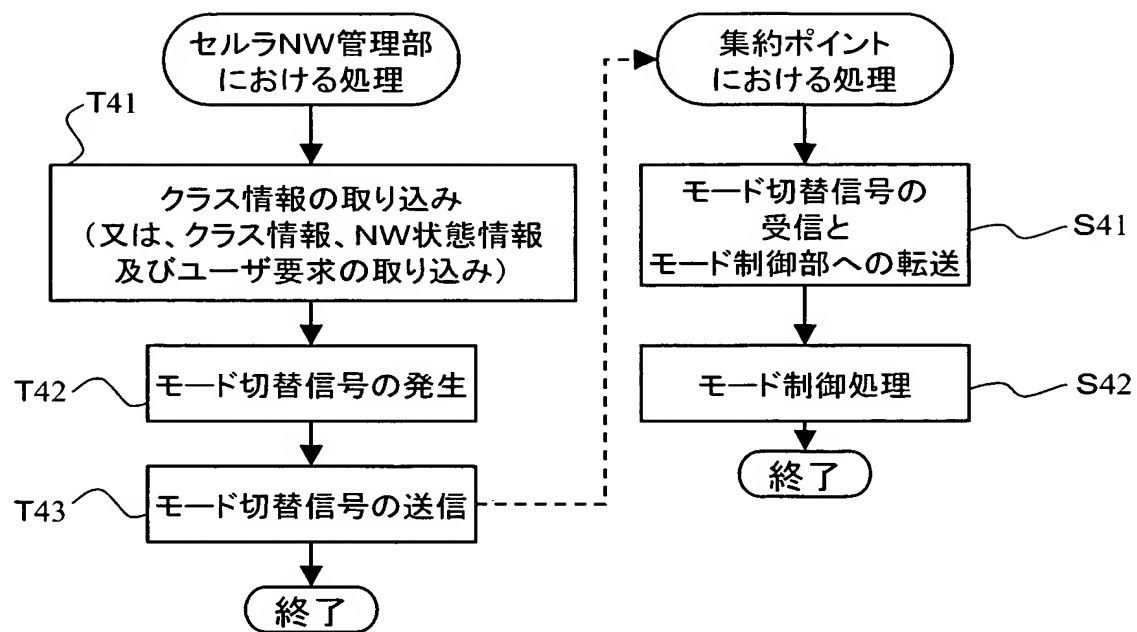 セルラNW管理部
における処理
T41
クラス情報の取り込み
（又は、クラス情報、NW状態情報
及びユーザ要求の取り込み）
T42
モード切替信号の発生
T43
モード切替信号の送信
終了
集約ポイント
における処理
モード切替信号の
受信と
モード制御部への転送
S41
モード制御処理
S42
終了